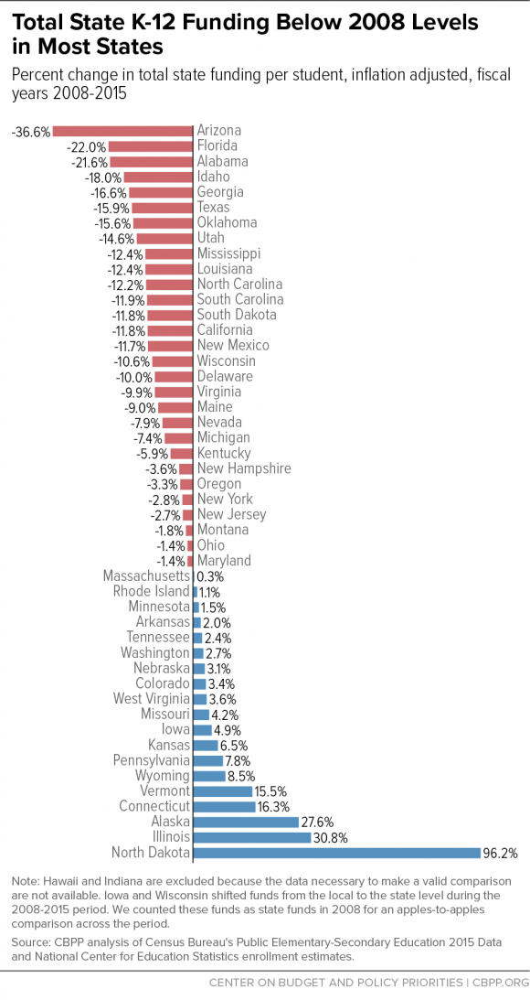 Total State K-12 Funding Below 2008 Levels
in Most States
Percent change in total state funding per student, inflation adjusted, fiscal
years 2008-2015
-36.6% Arizona
-22.0% Florida
-21.6% Alabama
-18.0% Idaho
-16.6% Georgia
-15.9% Texas
-15.6% Oklahoma
-14.6% Utah
-12.4% Mississippi
-12.4% Louisiana
-12.2% North Carolina
-11.9% South Carolina
-11.8% South Dakota
-11.8% California
-11.7% New Mexico
-10.6% Wisconsin
-10.0% Delaware
-9.9% Virginia
-9.0% Maine
-7.9% Nevada
-7.4% Michigan
-5.9% Kentucky
-3.6% New Hampshire
-3.3% Oregon
-2.8% New York
-2.7% New Jersey
-1.8% Montana
-1.4% Ohio
-1.4% Maryland
Massachusetts 0.3%
Rhode Island 1.1%
Minnesota 1.5%
Arkansas 2.0%
Tennessee 2.4%
Washington 2.7%
Nebraska 3.1%
Colorado 3.4%
West Virginia 3.6%
Missouri 4.2%
Iowa 4.9%
Kansas 6.5%
Pennsylvania 7.8%
Wyoming 8.5%
Vermont 15.5%
Connecticut 16.3%
Alaska 27.6%
Illinois 30.8%
North Dakota 96.2%
Note: Hawaii and Indiana are excluded because the data necessary to make a valid comparison
are not available. Iowa and Wisconsin shifted funds from the local to the state level during the
2008-2015 period. We counted these funds as state funds in 2008 for an apples-to-apples
comparison across the period.
Source: CBPP analysis of Census Bureau's Public Elementary-Secondary Education 2015 Data
and National Center for Education Statistics enrollment estimates.
CENTER ON BUDGET AND POLICY PRIORITIES | CBPP.ORG